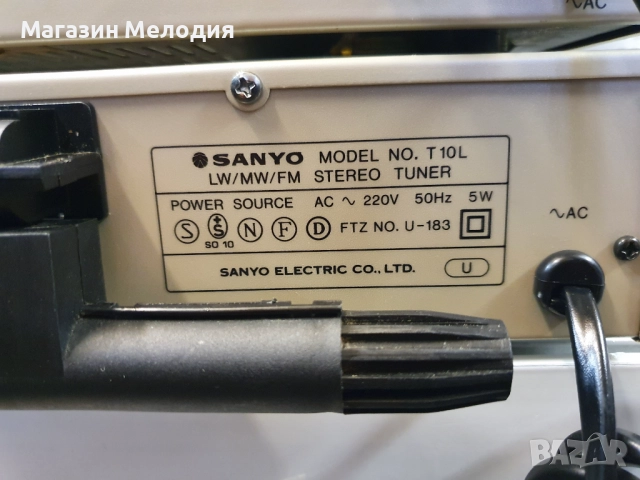 Магазин Мелодия
∿AC
SANYO MODEL NO. T10L
LW/MW/FM STEREO TUNER
POWER SOURCE AC ∿ 220V 50Hz 5W
S S N F D FTZ NO. U-183
SO 10
SANYO ELECTRIC CO., LTD. U
∿AC
BAZAR